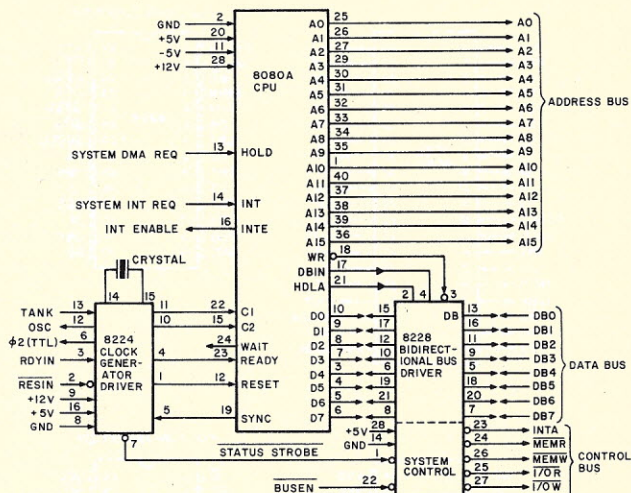 GND 2
+5V 20
-5V 11
+12V 28
8080A
CPU
A0 25 A0
A1 26 A1
A2 27 A2
A3 29 A3
A4 30 A4
A5 31 A5
A6 32 A6
A7 33 A7
A8 34 A8
A9 35 A9
A10 1 A10
A11 40 A11
A12 37 A12
A13 38 A13
A14 39 A14
A15 36 A15
ADDRESS BUS
SYSTEM DMA REQ 13 HOLD
SYSTEM INT REQ 14 INT
INT ENABLE 16 INTE
WR 18
DBIN 17
HDLA 21
2 4 3
CRYSTAL
14 15
TANK 13
OSC 12
ϕ2(TTL) 6
RDYIN 3
RESIN 2
+12V 9
+5V 16
GND 8
8224
CLOCK
GENER-
ATOR
DRIVER
11 22 C1
10 15 C2
24 WAIT
4 23 READY
1 12 RESET
5 19 SYNC
7
D0 10 15
D1 9 17
D2 8 12
D3 7 10
D4 3 6
D5 4 19
D6 5 21
D7 6 8
8228
BIDIRECT-
IONAL BUS
DRIVER
DB 13 DB0
16 DB1
11 DB2
9 DB3
5 DB4
18 DB5
20 DB6
7 DB7
DATA BUS
+5V 28
GND 14
STATUS STROBE 1
BUSEN 22
SYSTEM
CONTROL
23 INTA
24 MEMR
26 MEMW
25 I/OR
27 I/OW
CONTROL
BUS